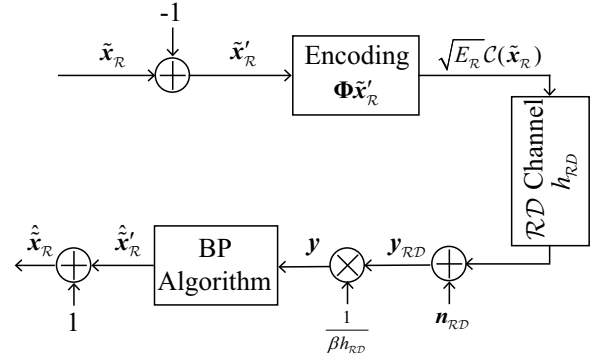 -1
x̃_ℛ
x̃′_ℛ
Encoding
Φx̃′_ℛ
√E_ℛ 𝒞(x̃_ℛ)
ℛ𝒟 Channel
h_ℛ𝒟
x̃̂_ℛ
x̃̂′_ℛ
BP
Algorithm
y
y_ℛ𝒟
1
1
βh_ℛ𝒟
n_ℛ𝒟